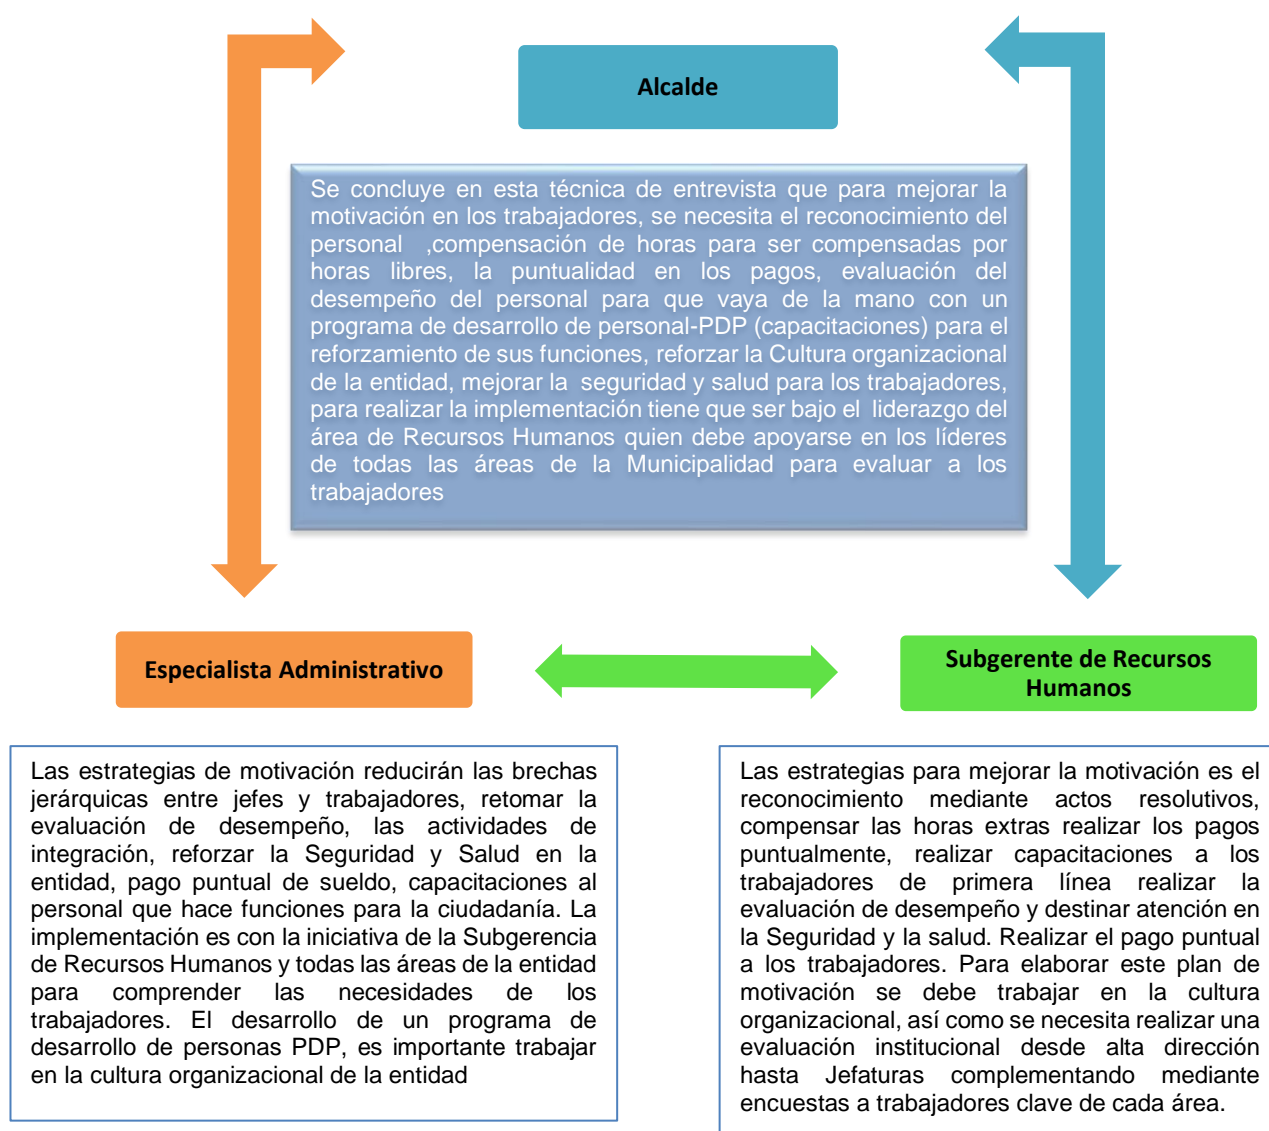 Alcalde
Se concluye en esta técnica de entrevista que para mejorar la
motivación en los trabajadores, se necesita el reconocimiento del
personal ,compensación de horas para ser compensadas por
horas libres, la puntualidad en los pagos, evaluación del
desempeño del personal para que vaya de la mano con un
programa de desarrollo de personal-PDP (capacitaciones) para el
reforzamiento de sus funciones, reforzar la Cultura organizacional
de la entidad, mejorar la seguridad y salud para los trabajadores,
para realizar la implementación tiene que ser bajo el liderazgo del
área de Recursos Humanos quien debe apoyarse en los líderes
de todas las áreas de la Municipalidad para evaluar a los
trabajadores
Especialista Administrativo
Subgerente de Recursos
Humanos
Las estrategias de motivación reducirán las brechas
jerárquicas entre jefes y trabajadores, retomar la
evaluación de desempeño, las actividades de
integración, reforzar la Seguridad y Salud en la
entidad, pago puntual de sueldo, capacitaciones al
personal que hace funciones para la ciudadanía. La
implementación es con la iniciativa de la Subgerencia
de Recursos Humanos y todas las áreas de la entidad
para comprender las necesidades de los
trabajadores. El desarrollo de un programa de
desarrollo de personas PDP, es importante trabajar
en la cultura organizacional de la entidad
Las estrategias para mejorar la motivación es el
reconocimiento mediante actos resolutivos,
compensar las horas extras realizar los pagos
puntualmente, realizar capacitaciones a los
trabajadores de primera línea realizar la
evaluación de desempeño y destinar atención en
la Seguridad y la salud. Realizar el pago puntual
a los trabajadores. Para elaborar este plan de
motivación se debe trabajar en la cultura
organizacional, así como se necesita realizar una
evaluación institucional desde alta dirección
hasta Jefaturas complementando mediante
encuestas a trabajadores clave de cada área.